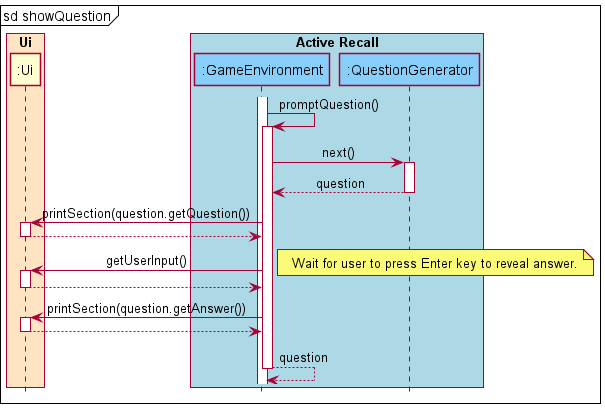 sd showQuestion
Ui
Active Recall
:Ui
:GameEnvironment
:QuestionGenerator
promptQuestion()
next()
question
printSection(question.getQuestion())
getUserInput()
Wait for user to press Enter key to reveal answer.
printSection(question.getAnswer())
question